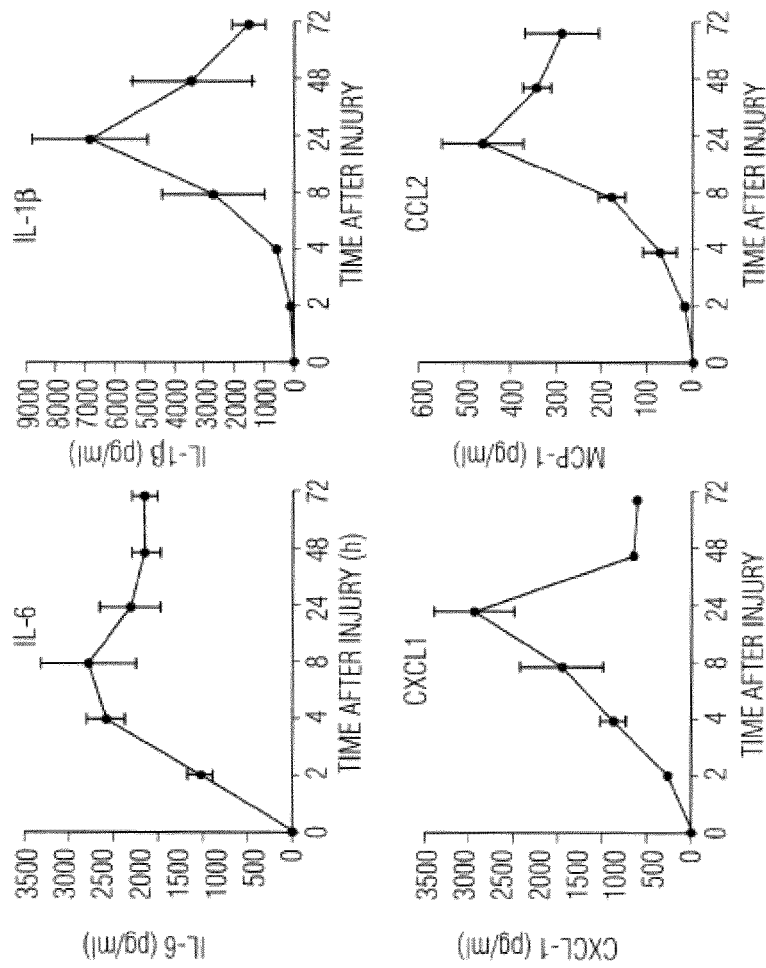 IL-6
IL-6 (pg/ml)
3500
3000
2500
2000
1500
1000
500
0
0 2 4 8 24 48 72
TIME AFTER INJURY (h)
IL-1β
IL-1β (pg/ml)
9000
8000
7000
6000
5000
4000
3000
2000
1000
0
0 2 4 8 24 48 72
TIME AFTER INJURY
CXCL1
CXCL-1 (pg/ml)
3500
3000
2500
2000
1500
1000
500
0
0 2 4 8 24 48 72
TIME AFTER INJURY
CCL2
MCP-1 (pg/ml)
600
500
400
300
200
100
0
0 2 4 8 24 48 72
TIME AFTER INJURY